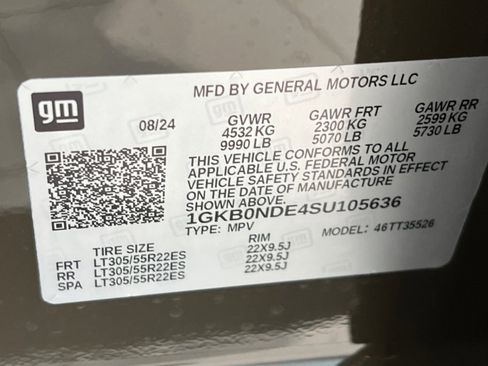 gm
MFD BY GENERAL MOTORS LLC
08/24 GVWR GAWR FRT GAWR RR
4532 KG 2300 KG 2599 KG
9990 LB 5070 LB 5730 LB
THIS VEHICLE CONFORMS TO ALL
APPLICABLE U.S. FEDERAL MOTOR
VEHICLE SAFETY STANDARDS IN EFFECT
ON THE DATE OF MANUFACTURE
SHOWN ABOVE.
1GKB0NDE4SU105636
TYPE: MPV MODEL: 46TT35526
TIRE SIZE RIM
FRT LT305/55R22ES 22X9.5J
RR LT305/55R22ES 22X9.5J
SPA LT305/55R22ES 22X9.5J